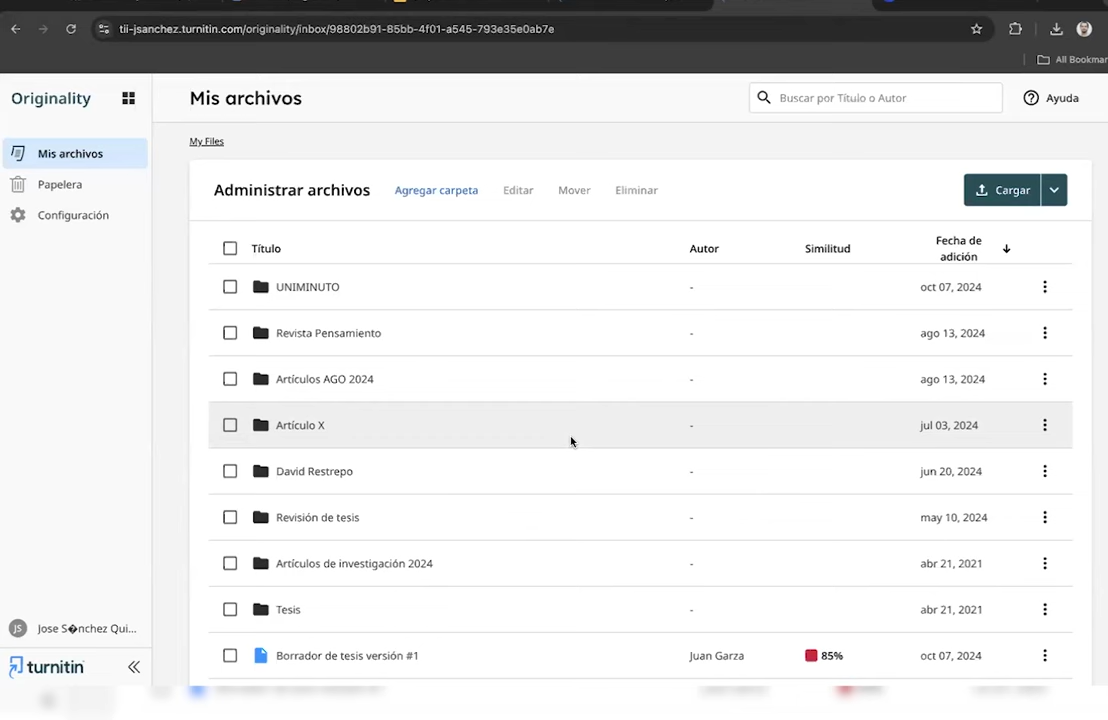 tii-jsanchez.turnitin.com/originality/inbox/98802b91-85bb-4f01-a545-793e35e0ab7e
All Bookmar
Originality
Mis archivos
Buscar por Título o Autor
Ayuda
Mis archivos
Papelera
Configuración
My Files
Administrar archivos Agregar carpeta Editar Mover Eliminar Cargar
Título Autor Similitud Fecha de
adición
UNIMINUTO - oct 07, 2024
Revista Pensamiento - ago 13, 2024
Artículos AGO 2024 - ago 13, 2024
Artículo X - jul 03, 2024
David Restrepo - jun 20, 2024
Revisión de tesis - may 10, 2024
Artículos de investigación 2024 - abr 21, 2021
Tesis - abr 21, 2021
Borrador de tesis versión #1 Juan Garza 85% oct 07, 2024
JS Jose S�nchez Qui...
turnitin